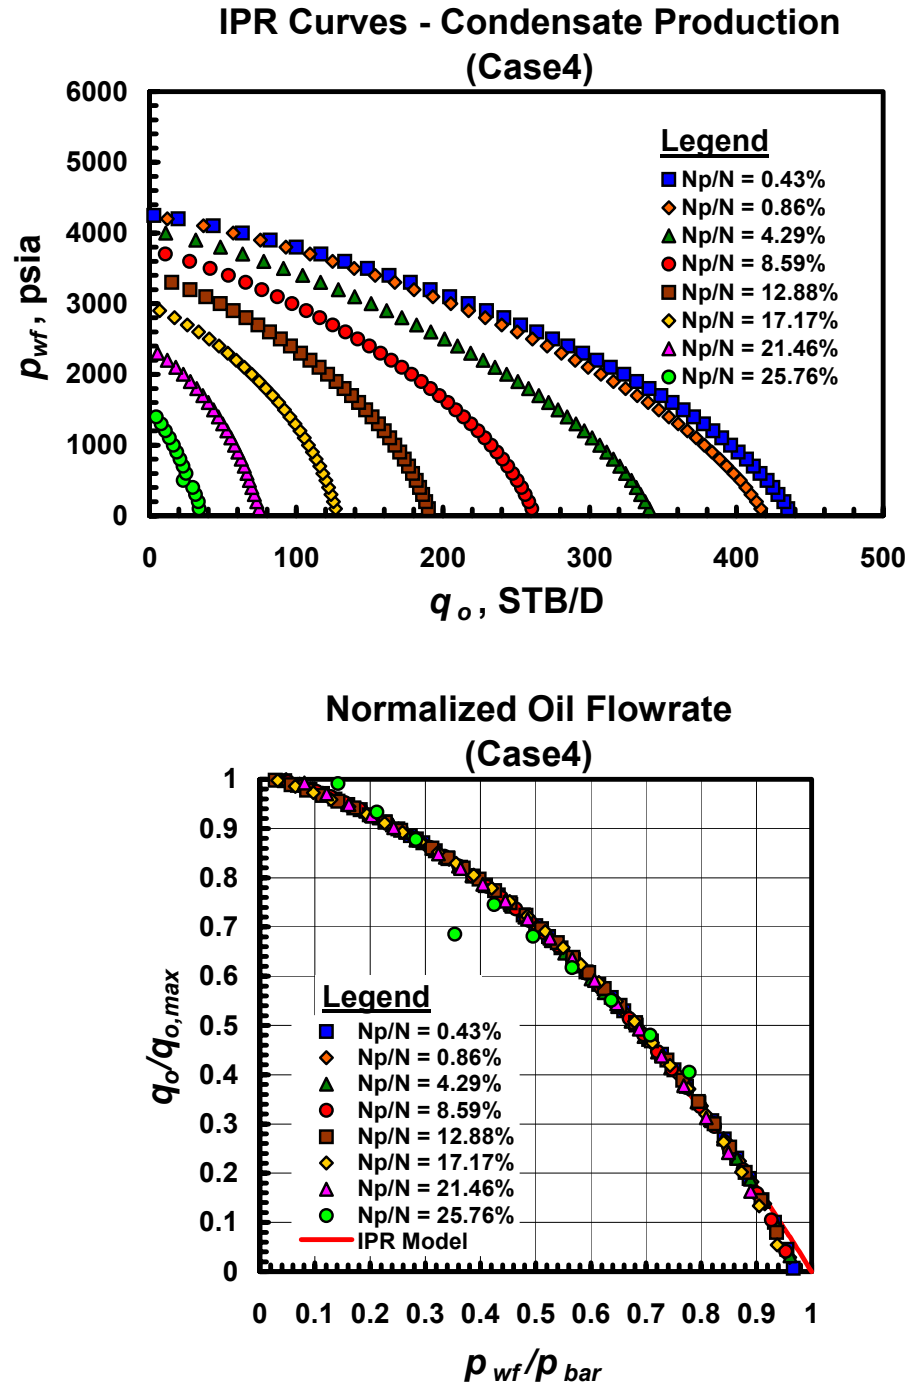 IPR Curves - Condensate Production
(Case4)
6000
5000
4000
3000
2000
1000
0
p wf , psia
Legend
Np/N = 0.43%
Np/N = 0.86%
Np/N = 4.29%
Np/N = 8.59%
Np/N = 12.88%
Np/N = 17.17%
Np/N = 21.46%
Np/N = 25.76%
0 100 200 300 400 500
q o , STB/D
Normalized Oil Flowrate
(Case4)
1
0.9
0.8
0.7
0.6
0.5
0.4
0.3
0.2
0.1
0
qo/qo,max
Legend
Np/N = 0.43%
Np/N = 0.86%
Np/N = 4.29%
Np/N = 8.59%
Np/N = 12.88%
Np/N = 17.17%
Np/N = 21.46%
Np/N = 25.76%
IPR Model
0 0.1 0.2 0.3 0.4 0.5 0.6 0.7 0.8 0.9 1
p wf /p bar